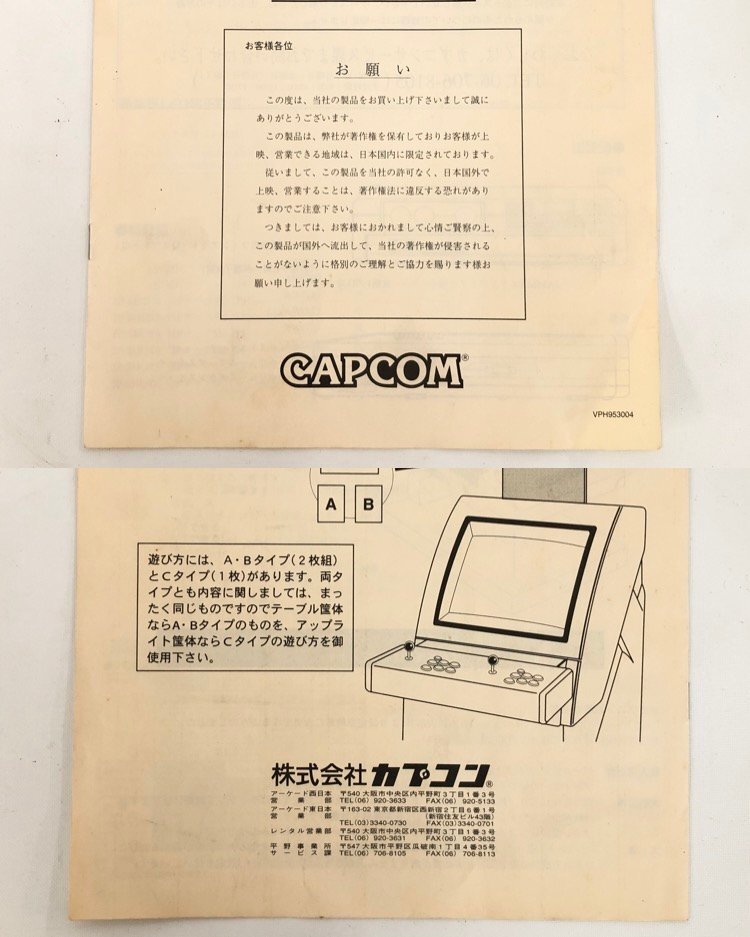 お客様各位
お願い
この度は、当社の製品をお買い上げ下さいまして誠に
ありがとうございます。
この製品は、弊社が著作権を保有しておりお客様が上
映、営業できる地域は、日本国内に限定されております。
従いまして、この製品を当社の許可なく、日本国外で
上映、営業することは、著作権法に違反する恐れがあり
ますのでご注意下さい。
つきましては、お客様におかれまして心情ご賢察の上、
この製品が国外へ流出して、当社の著作権が侵害される
ことがないように格別のご理解とご協力を賜ります様お
願い申し上げます。
CAPCOM®
VPH953004
A B
遊び方には、A・Bタイプ(2枚組)
とCタイプ(1枚)があります。両タ
イプとも内容に関しましては、まっ
たく同じものですのでテーブル筐体
ならA・Bタイプのものを、アップラ
イト筐体ならCタイプの遊び方を御
使用下さい。
株式会社カプコン®
アーケード西日本 〒540 大阪市中央区内平野町3丁目1番3号
営業部 TEL(06) 920-3633 FAX(06) 920-5133
アーケード東日本 〒163-02 東京都新宿区西新宿2丁目6番1号
営業部 (新宿住友ビル43階)
TEL(03)3340-0730 FAX(03)3340-0701
レンタル営業部 〒540 大阪市中央区内平野町3丁目1番3号
TEL(06) 920-3631 FAX(06) 920-3632
平野事業所 〒547 大阪市平野区瓜破南1丁目4番35号
サービス課 TEL(06) 706-8105 FAX(06) 706-8113